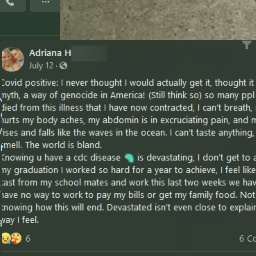 Adriana H
July 12 ·
Covid positive: I never thought I would actually get it, thought it
myth, a way of genocide in America! (Still think so) so many ppl
died from this illness that I have now contracted, I can't breath,
hurts my body aches, my abdomin is in excruciating pain, and m
rises and falls like the waves in the ocean. I can't taste anything,
smell. The world is bland.
Knowing u have a cdc disease 🦠 is devastating, I don't get to a
my graduation I worked so hard for a year to achieve, I feel like
cast from my school mates and work this last two weeks we hav
have no way to work to pay my bills or get my family food. Not
knowing how this will end. Devastated isn't even close to explain
way I feel.
6
6 Co